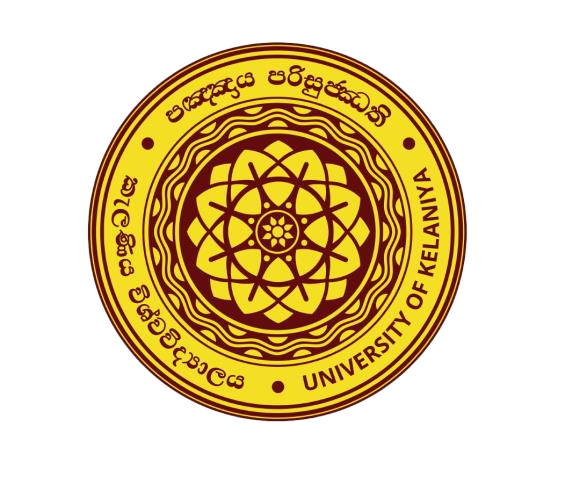 පඤ්ඤාය පරිසුජ්ඣති
කැලණිය විශ්වවිද්‍යාලය
UNIVERSITY OF KELANIYA